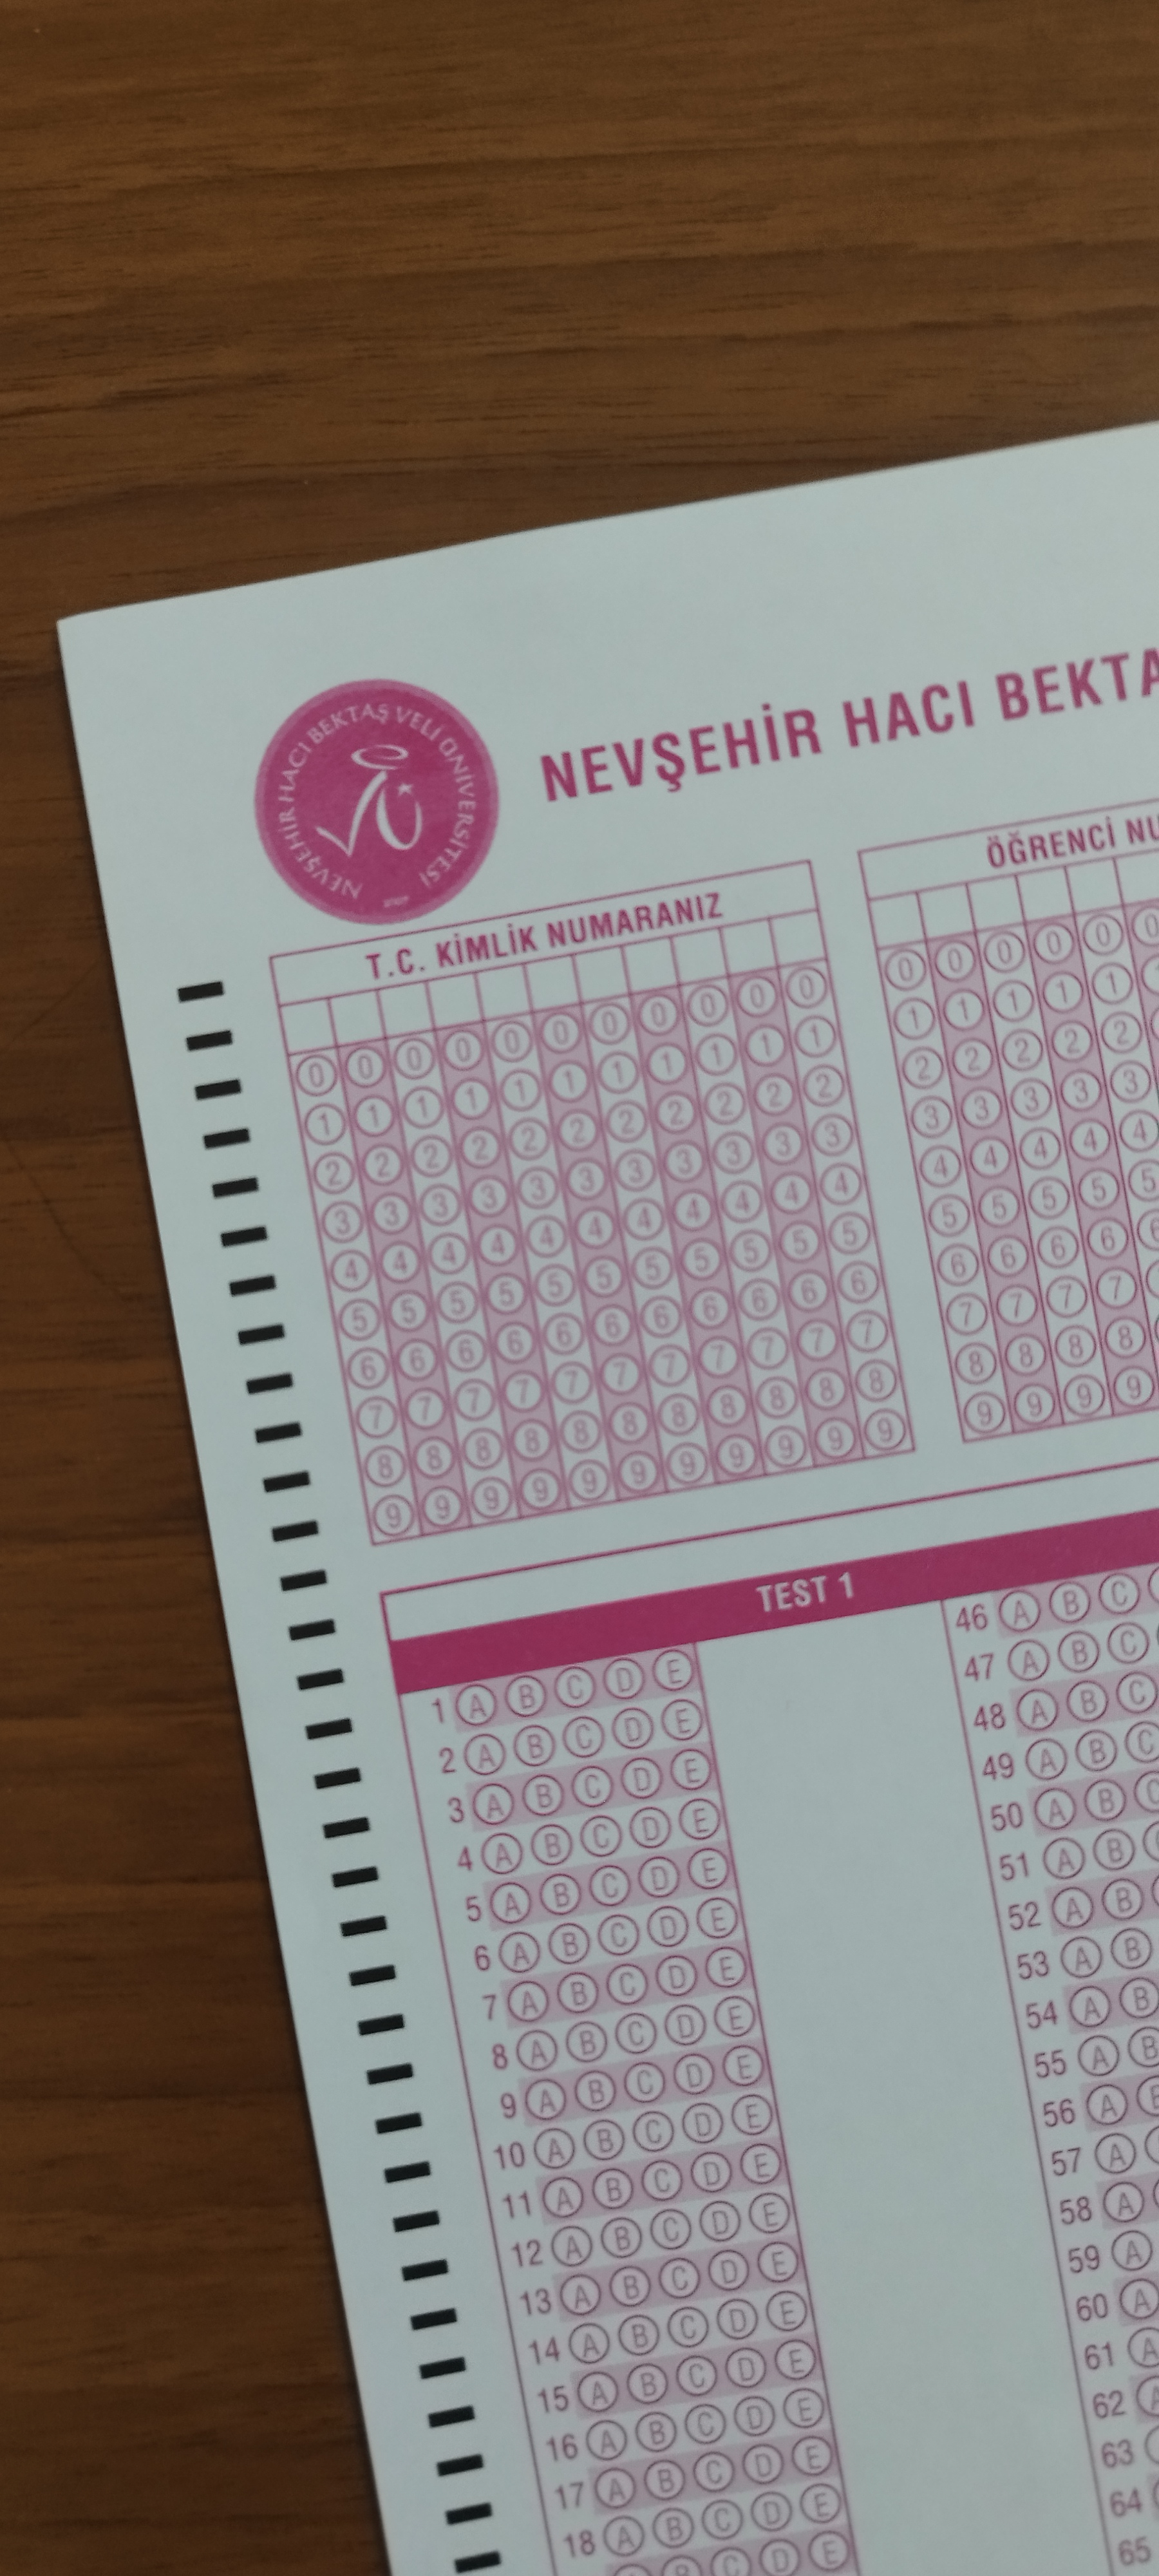 NEVŞEHİR HACI BEKTAŞ VELİ ÜNİVERSİTESİ
2007
NEVŞEHİR HACI BEKTA
T.C. KİMLİK NUMARANIZ
0 0 0 0 0 0 0 0 0 0 0
1 1 1 1 1 1 1 1 1 1 1
2 2 2 2 2 2 2 2 2 2 2
3 3 3 3 3 3 3 3 3 3 3
4 4 4 4 4 4 4 4 4 4 4
5 5 5 5 5 5 5 5 5 5 5
6 6 6 6 6 6 6 6 6 6 6
7 7 7 7 7 7 7 7 7 7 7
8 8 8 8 8 8 8 8 8 8 8
9 9 9 9 9 9 9 9 9 9 9
ÖĞRENCİ NU
0 0 0 0 0 0
1 1 1 1 1 1
2 2 2 2 2
3 3 3 3 3
4 4 4 4 4
5 5 5 5 5
6 6 6 6 6
7 7 7 7
8 8 8 8
9 9 9 9
TEST 1
1 A B C D E
2 A B C D E
3 A B C D E
4 A B C D E
5 A B C D E
6 A B C D E
7 A B C D E
8 A B C D E
9 A B C D E
10 A B C D E
11 A B C D E
12 A B C D E
13 A B C D E
14 A B C D E
15 A B C D E
16 A B C D E
17 A B C D E
18 A B C D E
B C D E
46 A B C
47 A B C
48 A B C
49 A B C
50 A B C
51 A B
52 A B
53 A B
54 A B
55 A B
56 A B
57 A
58 A
59 A
60 A
61 A
62 A
63
64
65